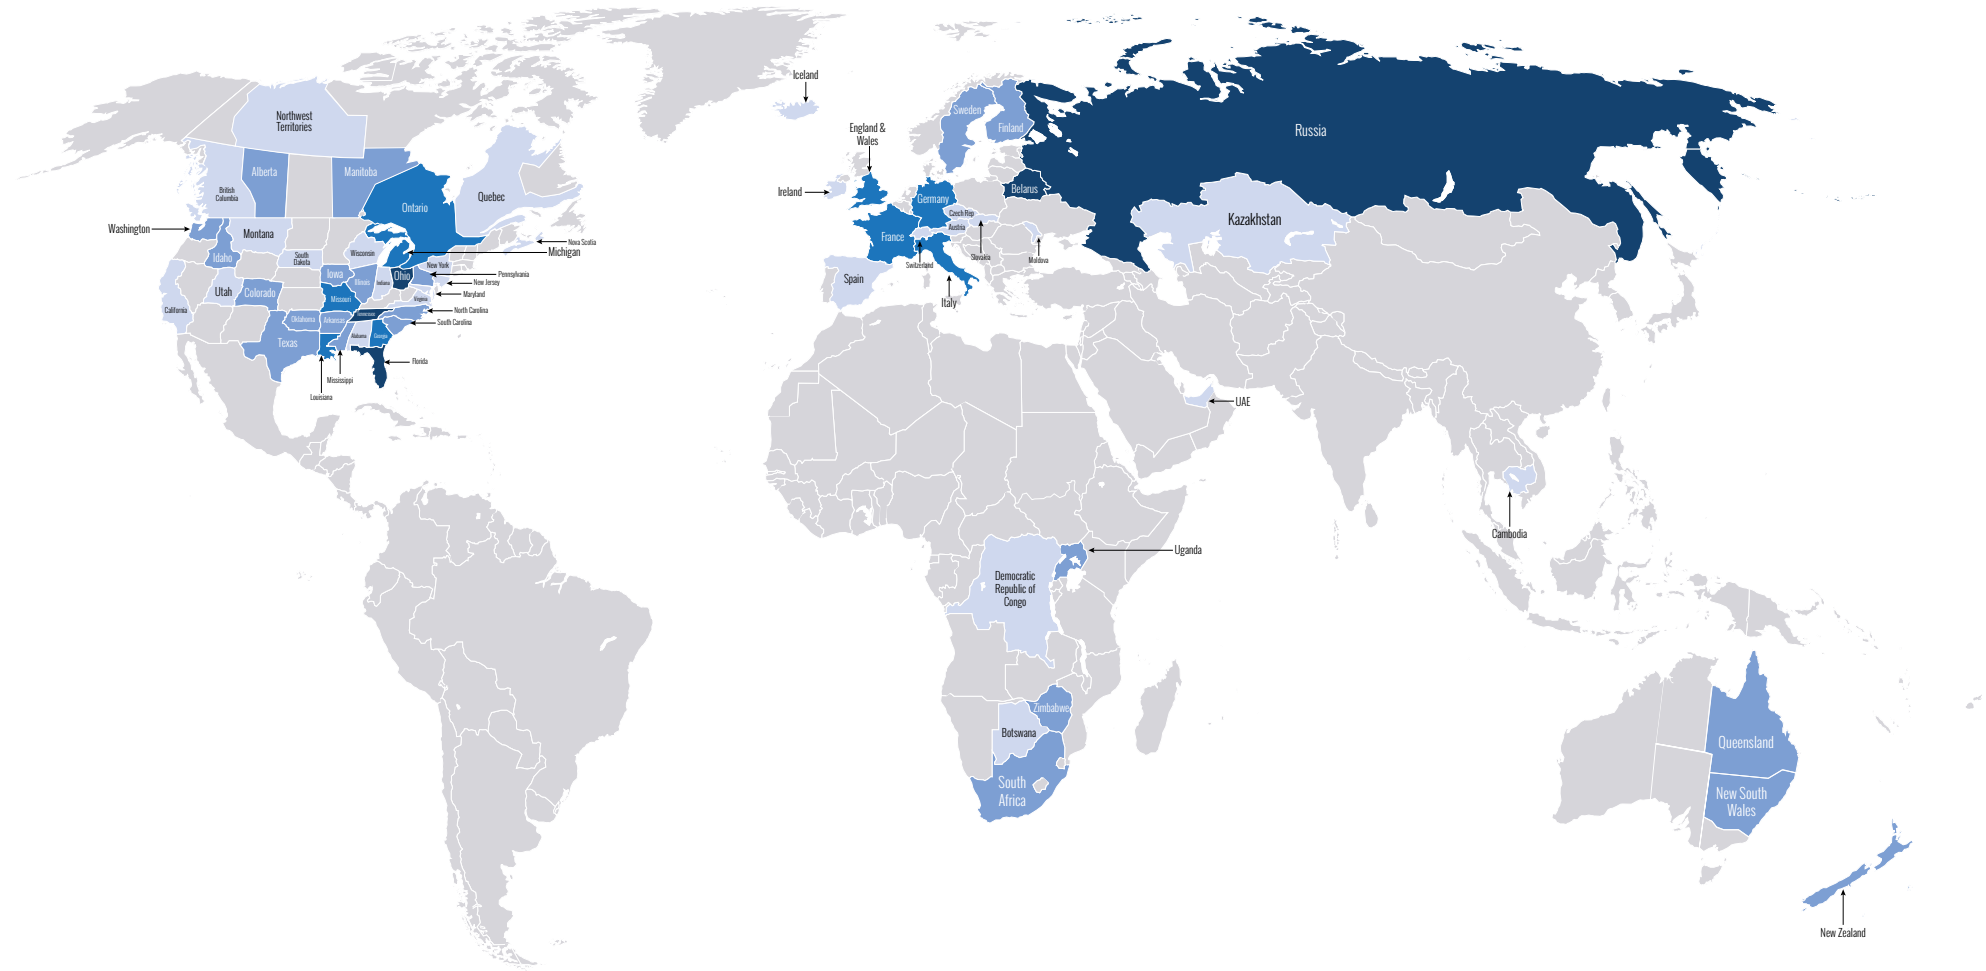 Iceland
Northwest
Territories
Sweden
Finland
England &
Wales
Russia
Alberta
Manitoba
British
Columbia
Quebec
Ontario
Ireland
Germany
Belarus
Czech Rep
Kazakhstan
Washington
Montana
Nova Scotia
Michigan
France
Austria
Slovakia
Moldova
Switzerland
Idaho
South
Dakota
Wisconsin
New York
Pennsylvania
Iowa
Ohio
Illinois
Indiana
New Jersey
Spain
Italy
Utah
Colorado
Missouri
Maryland
Virginia
California
North Carolina
Tennessee
Oklahoma
Arkansas
South Carolina
Texas
Alabama
Georgia
Florida
Mississippi
Louisiana
UAE
Cambodia
Uganda
Democratic
Republic of
Congo
Zimbabwe
Botswana
South
Africa
Queensland
New South
Wales
New Zealand